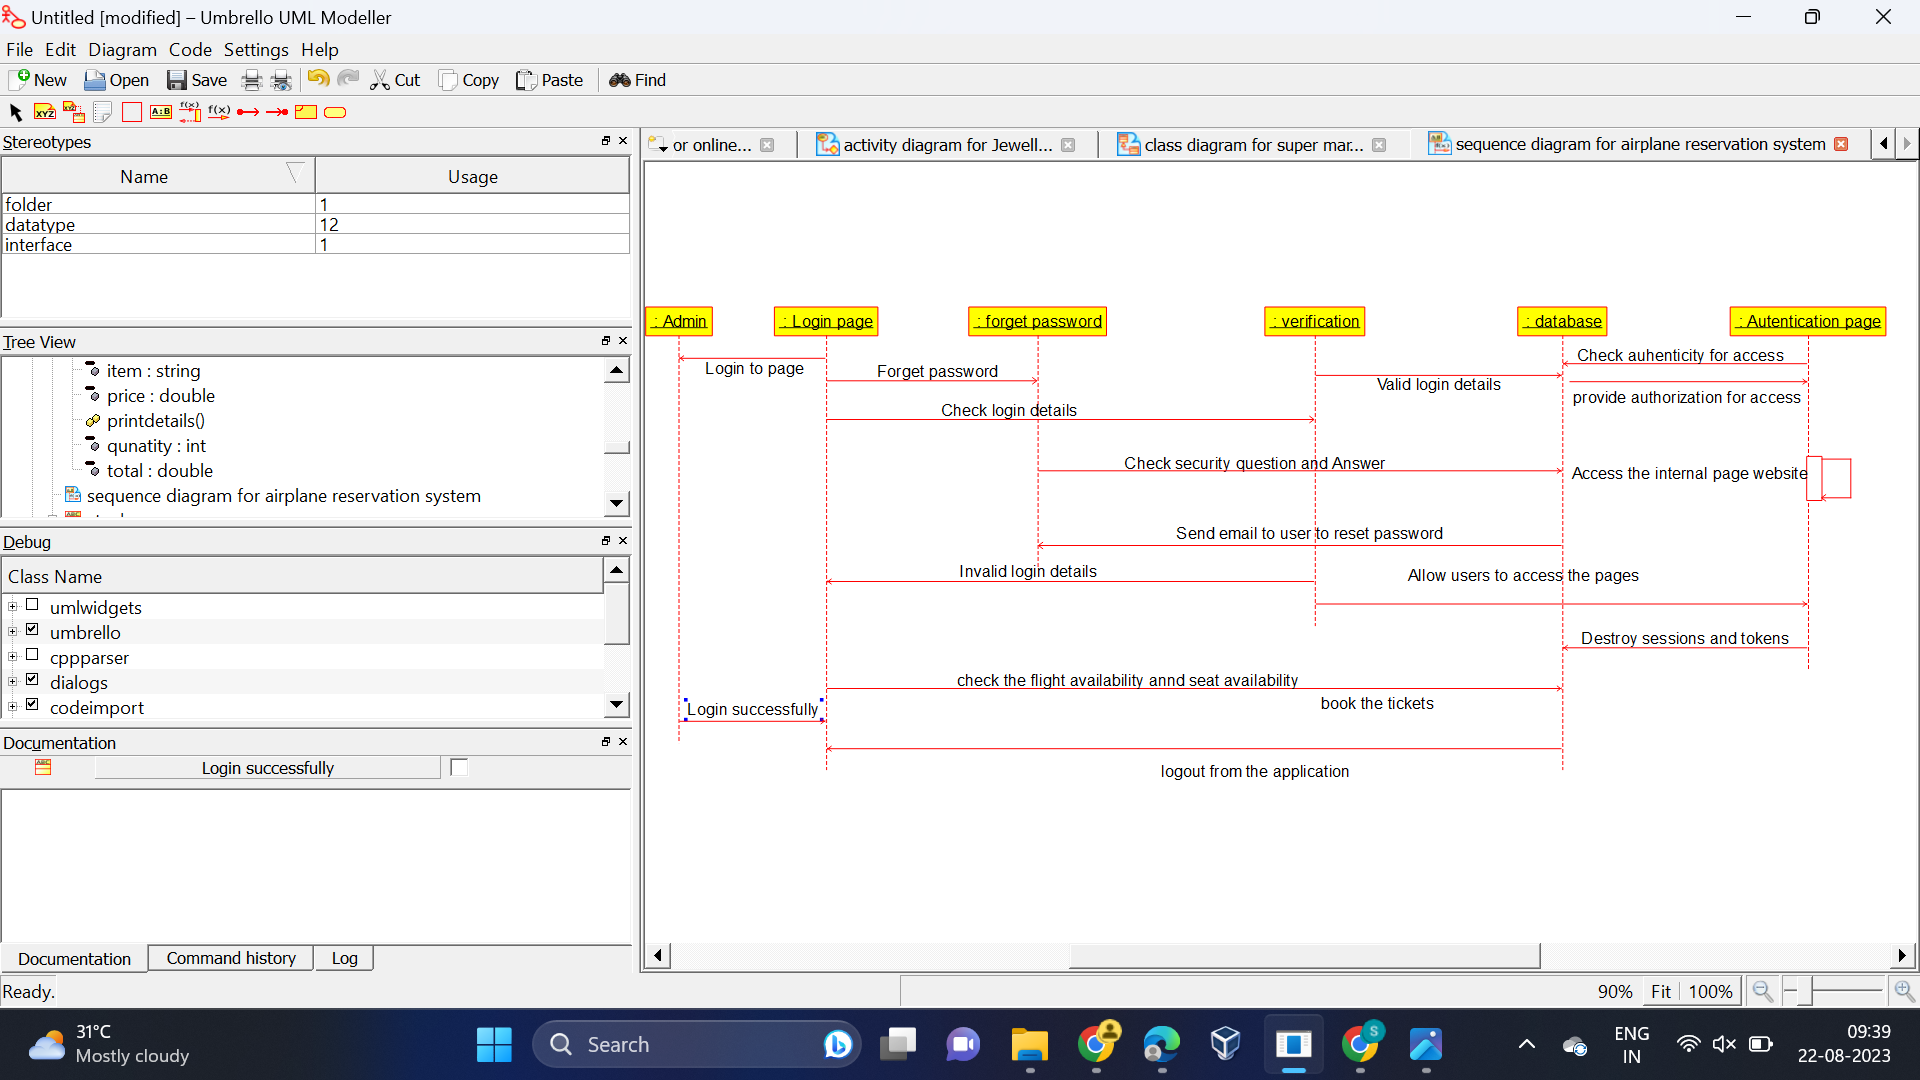 Untitled [modified] – Umbrello UML Modeller
File Edit Diagram Code Settings Help
New Open Save Cut Copy Paste Find
XYZ XYZ A:B f(x) f(x)
Stereotypes
Name Usage
folder 1
datatype 12
interface 1
Tree View
item : string
price : double
printdetails()
qunatity : int
total : double
sequence diagram for airplane reservation system
Debug
Class Name
umlwidgets
umbrello
cppparser
dialogs
codeimport
Documentation
Login successfully
Documentation Command history Log
Ready.
or online... activity diagram for Jewell... class diagram for super mar... sequence diagram for airplane reservation system
: Admin : Login page : forget password : verification : database : Autentication page
Check auhenticity for access
Login to page
Forget password
Valid login details
provide authorization for access
Check login details
Check security question and Answer
Access the internal page website
Send email to user to reset password
Invalid login details
Allow users to access the pages
Destroy sessions and tokens
check the flight availability annd seat availability
book the tickets
Login successfully
logout from the application
90% Fit 100%
31°C
Mostly cloudy
Search
S
ENG
IN
09:39
22-08-2023